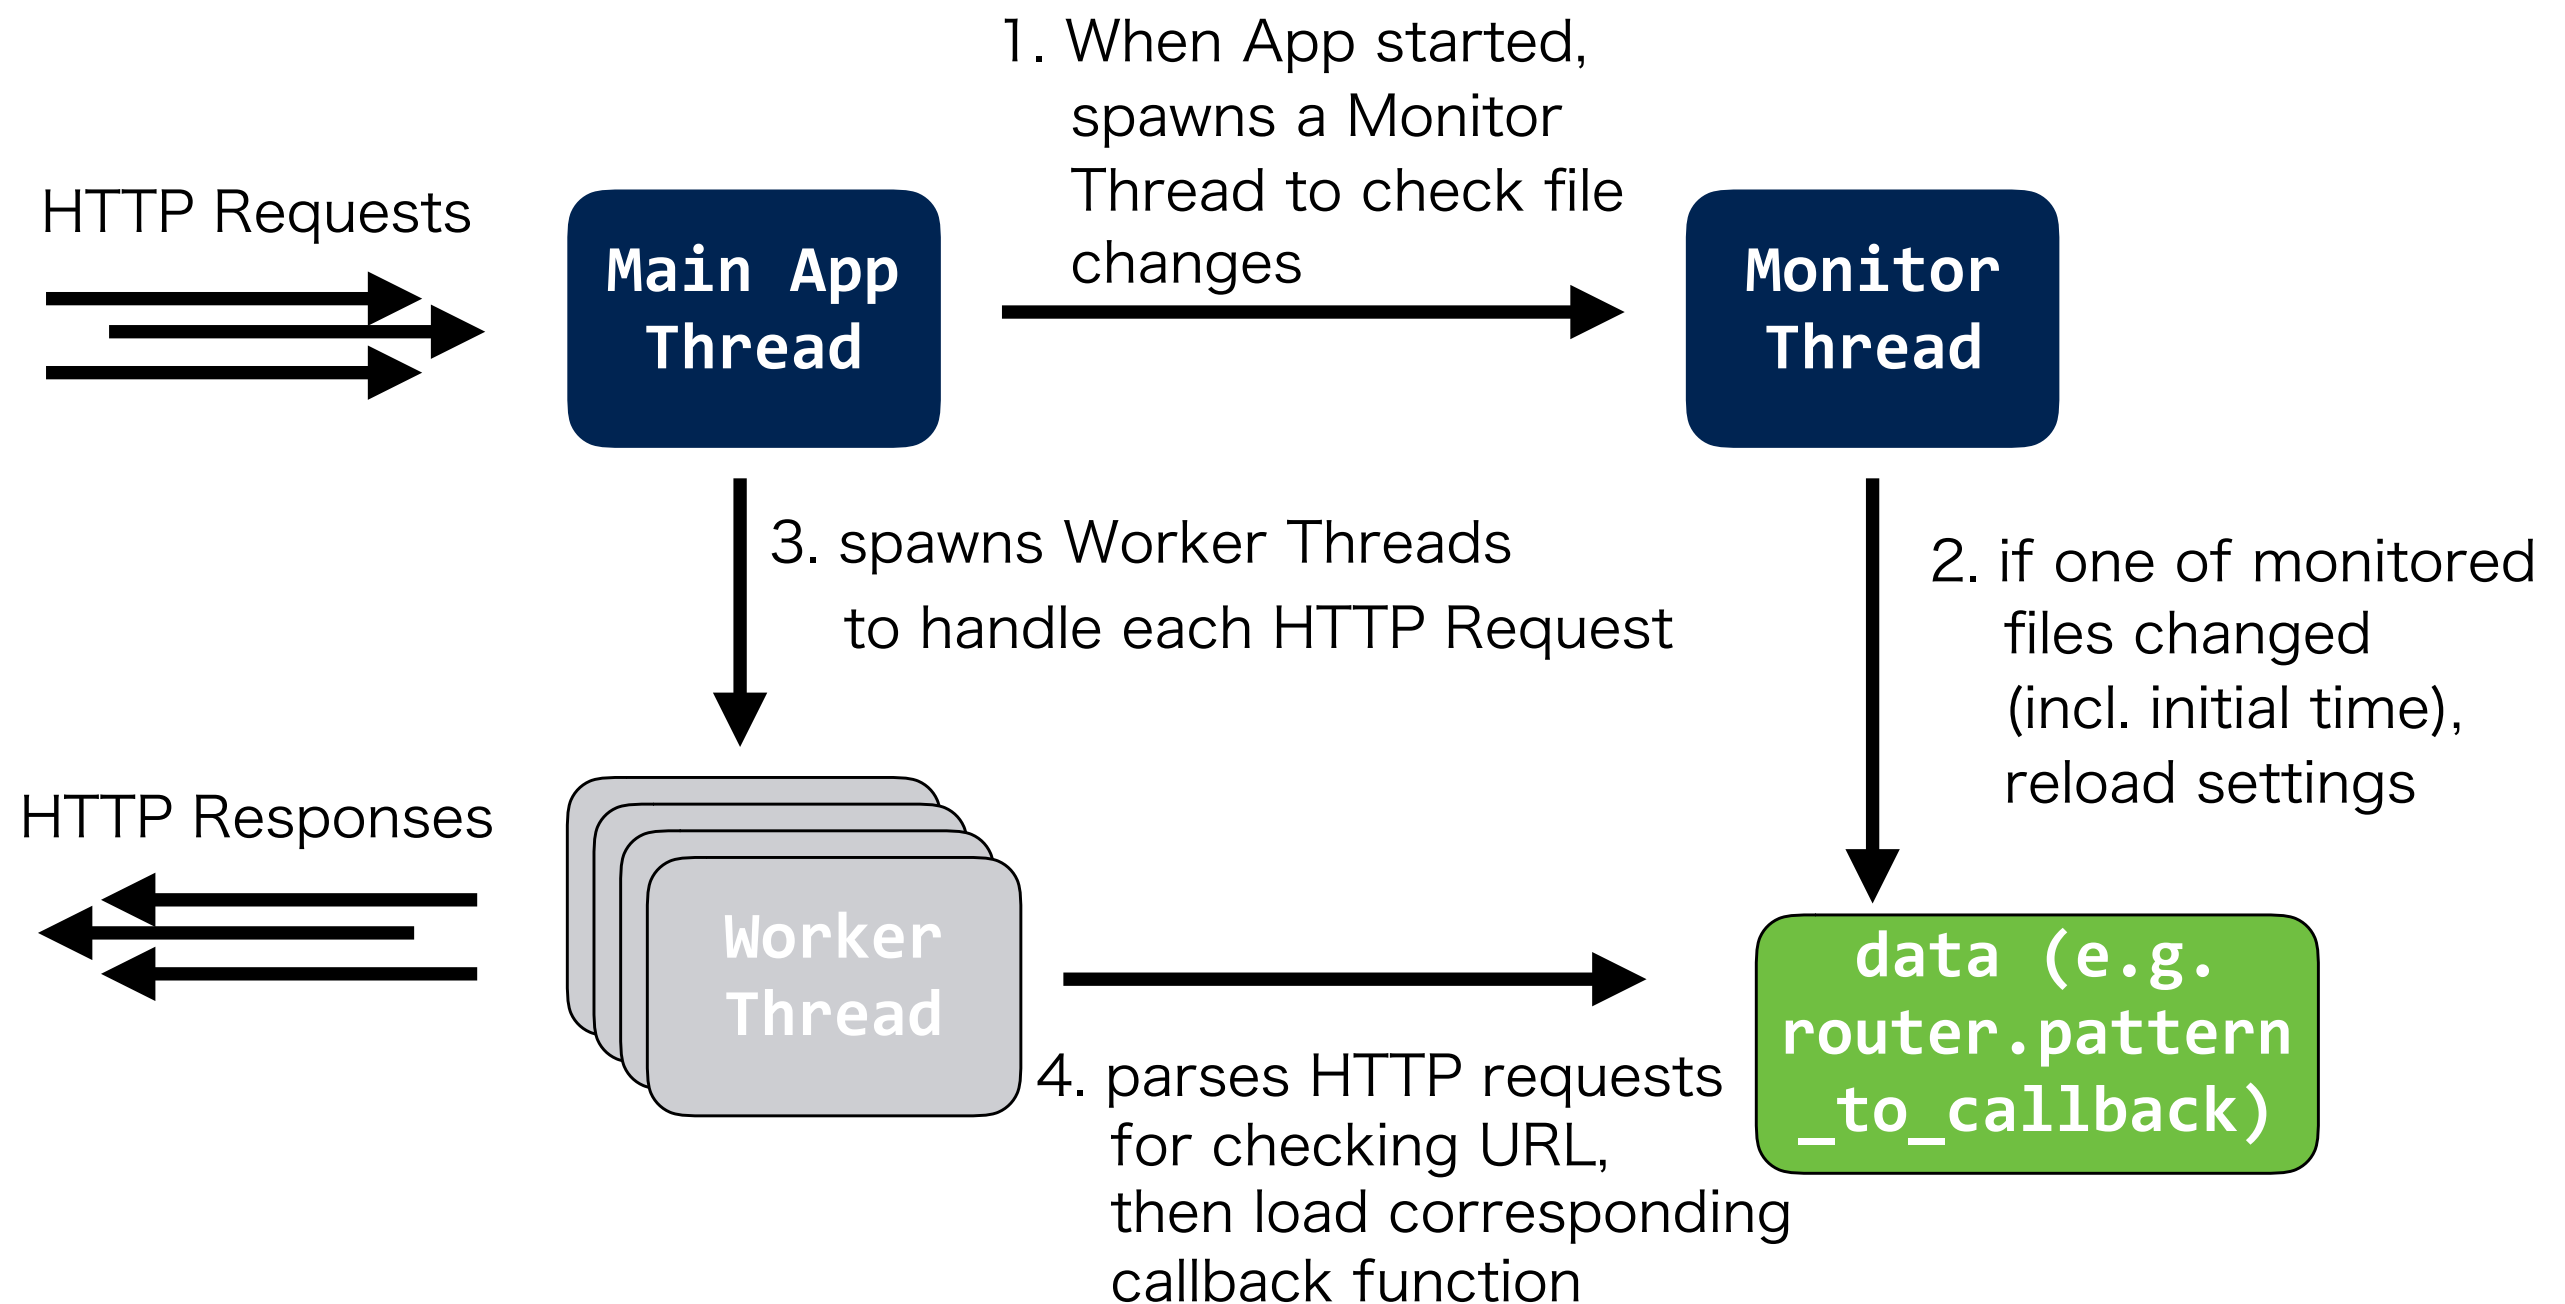 1. When App started,
spawns a Monitor
Thread to check file
changes
HTTP Requests
Main App
Thread
Monitor
Thread
3. spawns Worker Threads
to handle each HTTP Request
2. if one of monitored
files changed
(incl. initial time),
reload settings
HTTP Responses
Worker
Thread
data (e.g.
router.pattern
_to_callback)
4. parses HTTP requests
for checking URL,
then load corresponding
callback function